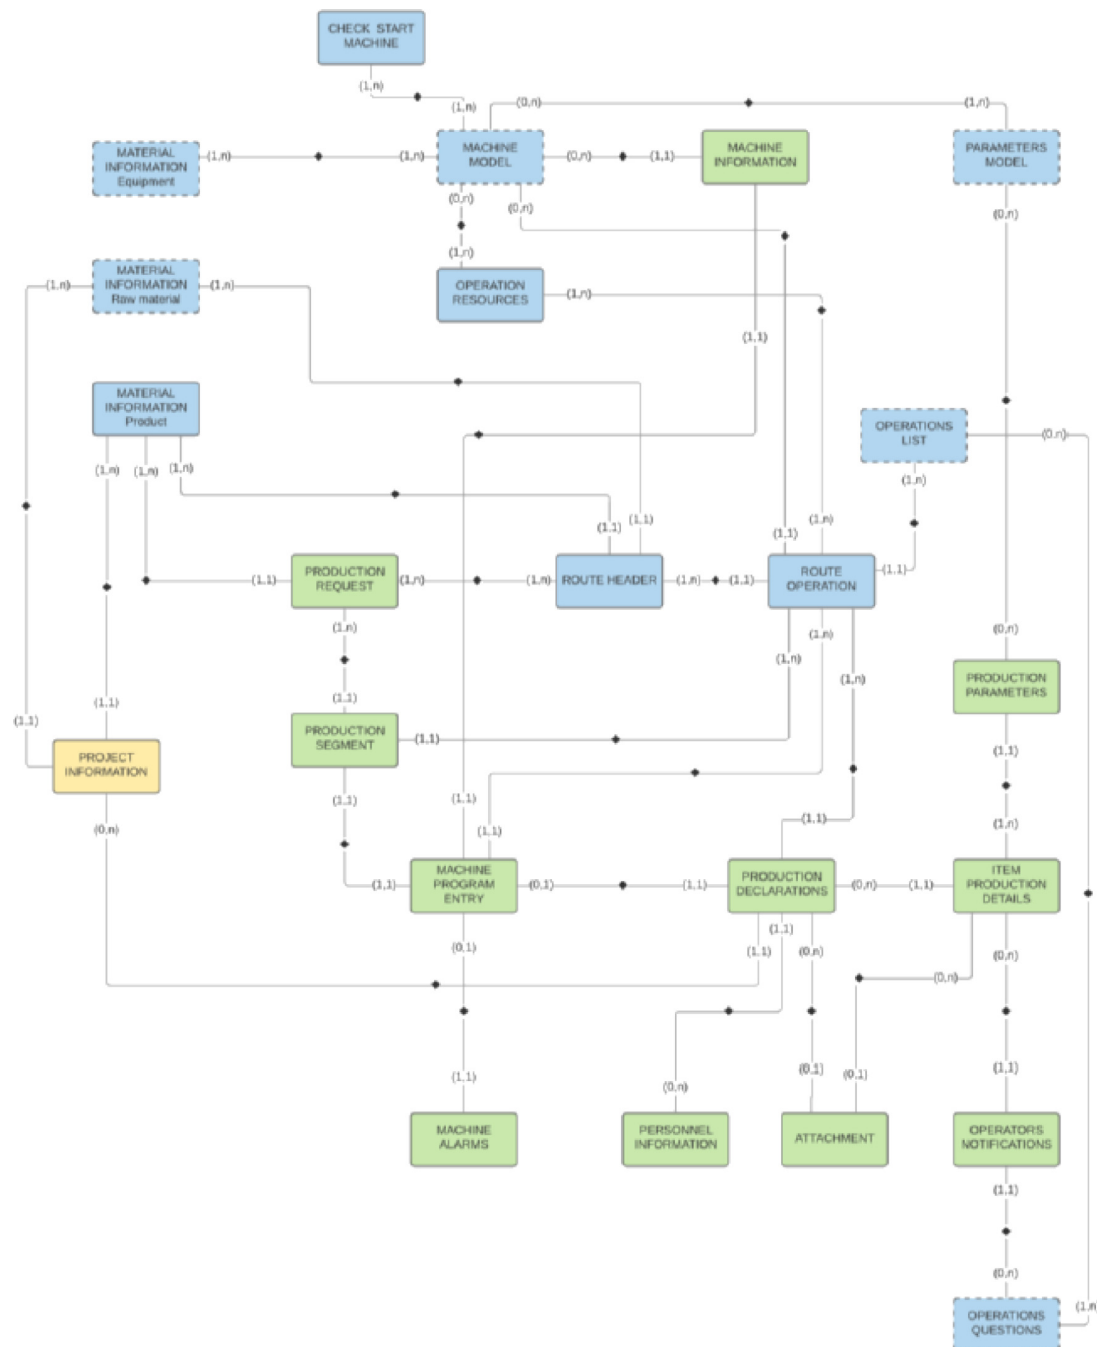 CHECK START
MACHINE
(1,n)
(1,n)
(0,n)
(1,n)
MATERIAL
INFORMATION
Equipment
(1,n)
(1,n)
MACHINE
MODEL
(0,n)
(1,1)
MACHINE
INFORMATION
PARAMETERS
MODEL
(0,n)
(0,n)
(0,n)
(1,n)
MATERIAL
INFORMATION
Raw material
(1,n)
(1,n)
OPERATION
RESOURCES
(1,n)
(1,1)
MATERIAL
INFORMATION
Product
(1,n)
(1,n)
(1,n)
OPERATIONS
LIST
(0,n)
(1,n)
(1,1)
(1,1)
(1,n)
(1,1)
PRODUCTION
REQUEST
(1,1)
(1,n)
(1,n)
ROUTE HEADER
(1,n)
(1,1)
ROUTE
OPERATION
(1,1)
(1,n)
(1,n)
(1,n)
(1,n)
(0,n)
PRODUCTION
PARAMETERS
(1,1)
(1,1)
(1,1)
PRODUCTION
SEGMENT
(1,1)
PROJECT
INFORMATION
(1,1)
(1,1)
(0,n)
(1,1)
(1,1)
(1,1)
(1,n)
(1,1)
MACHINE
PROGRAM
ENTRY
(0,1)
(1,1)
PRODUCTION
DECLARATIONS
(0,n)
(1,1)
ITEM
PRODUCTION
DETAILS
(0,1)
(1,1)
(1,1)
(0,n)
(0,n)
(0,n)
(1,1)
(0,n)
(0,1)
(0,1)
(1,1)
MACHINE
ALARMS
PERSONNEL
INFORMATION
ATTACHMENT
OPERATORS
NOTIFICATIONS
(1,1)
(0,n)
(1,n)
OPERATIONS
QUESTIONS